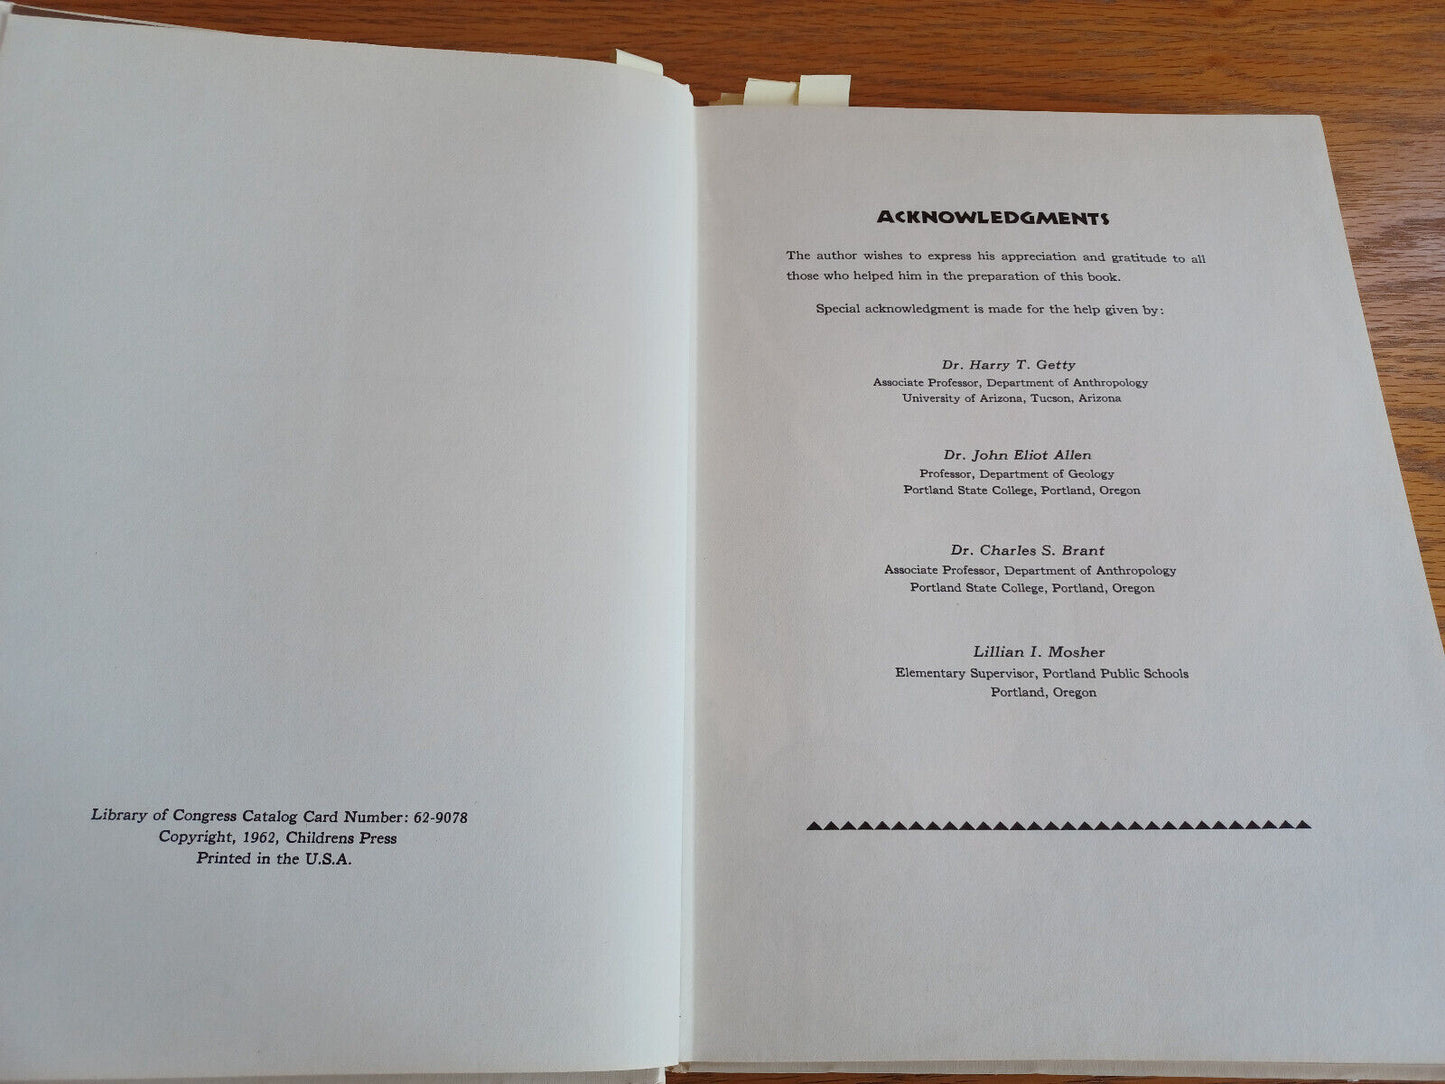 Library of Congress Catalog Card Number: 62-9078
Copyright, 1962, Childrens Press
Printed in the U.S.A.
ACKNOWLEDGMENTS
The author wishes to express his appreciation and gratitude to all
those who helped him in the preparation of this book.
Special acknowledgment is made for the help given by:
Dr. Harry T. Getty
Associate Professor, Department of Anthropology
University of Arizona, Tucson, Arizona
Dr. John Eliot Allen
Professor, Department of Geology
Portland State College, Portland, Oregon
Dr. Charles S. Brant
Associate Professor, Department of Anthropology
Portland State College, Portland, Oregon
Lillian I. Mosher
Elementary Supervisor, Portland Public Schools
Portland, Oregon